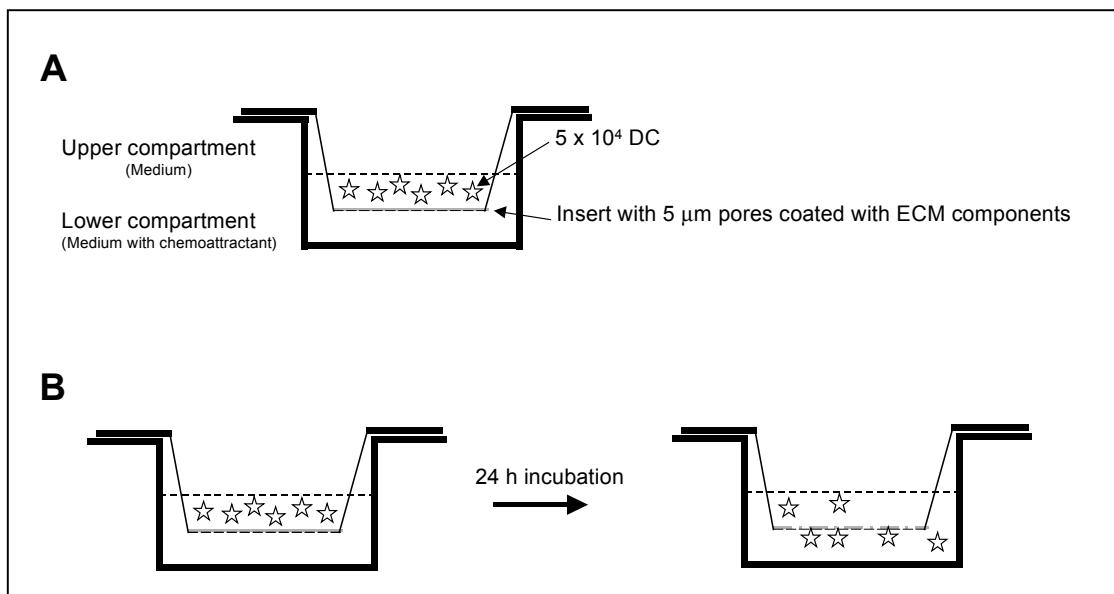 A
Upper compartment
(Medium)
5 x 10⁴ DC
Lower compartment
(Medium with chemoattractant)
Insert with 5 μm pores coated with ECM components
B
24 h incubation